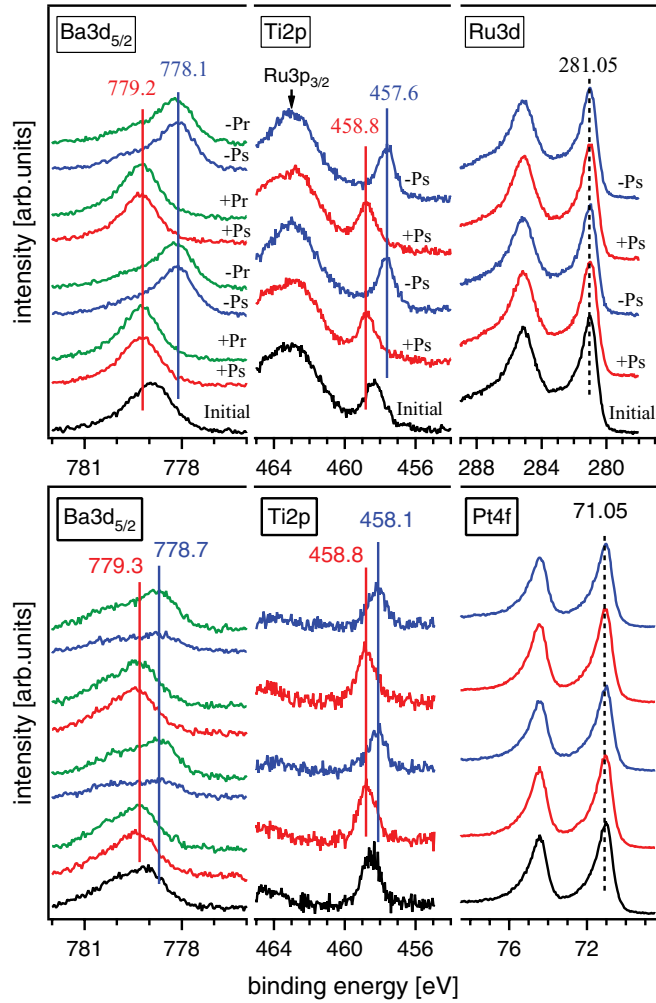 intensity [arb.units]
Ba3d5/2
778.1
779.2
-Pr
-Ps
+Pr
+Ps
-Pr
-Ps
+Pr
+Ps
Initial
781
778
Ti2p
Ru3p3/2
457.6
458.8
-Ps
+Ps
-Ps
+Ps
Initial
464
460
456
Ru3d
281.05
-Ps
+Ps
-Ps
+Ps
Initial
288
284
280
intensity [arb.units]
Ba3d5/2
778.7
779.3
781
778
Ti2p
458.1
458.8
464
460
456
Pt4f
71.05
76
72
binding energy [eV]